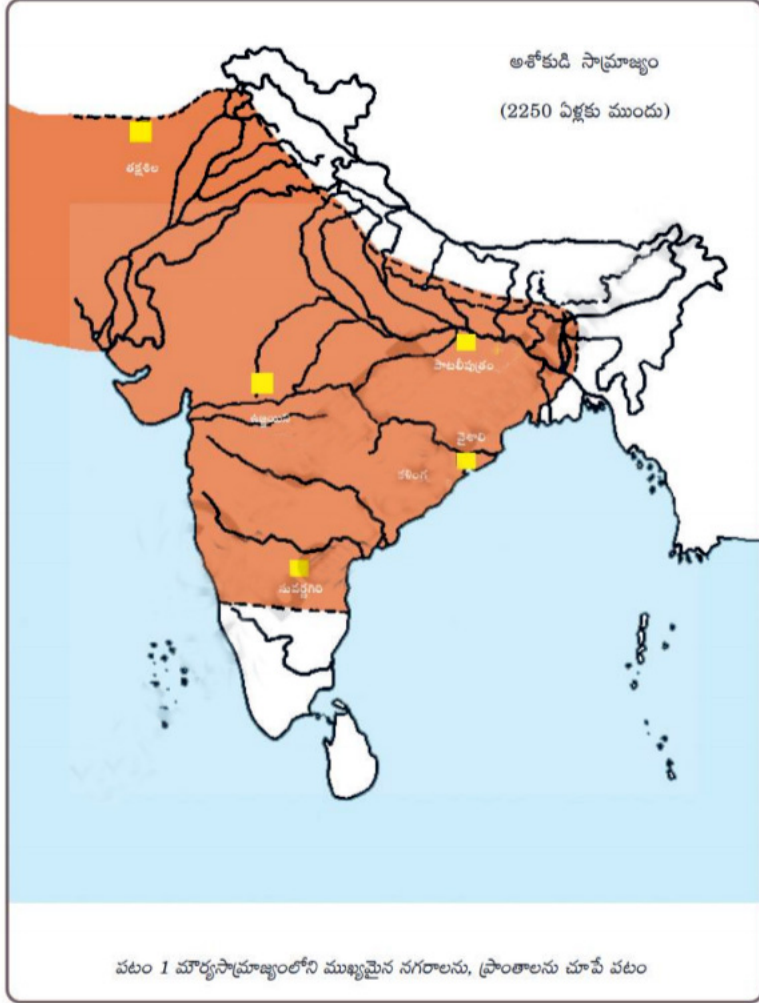 అశోకుడి సామ్రాజ్యం
(2250 ఏళ్లకు ముందు)
తక్షశిల
పాటలీపుత్రం
ఉజ్జయిని
వైశాలి
కళింగ
సువర్ణగిరి
పటం 1 మౌర్యసామ్రాజ్యంలోని ముఖ్యమైన నగరాలను, ప్రాంతాలను చూపే పటం